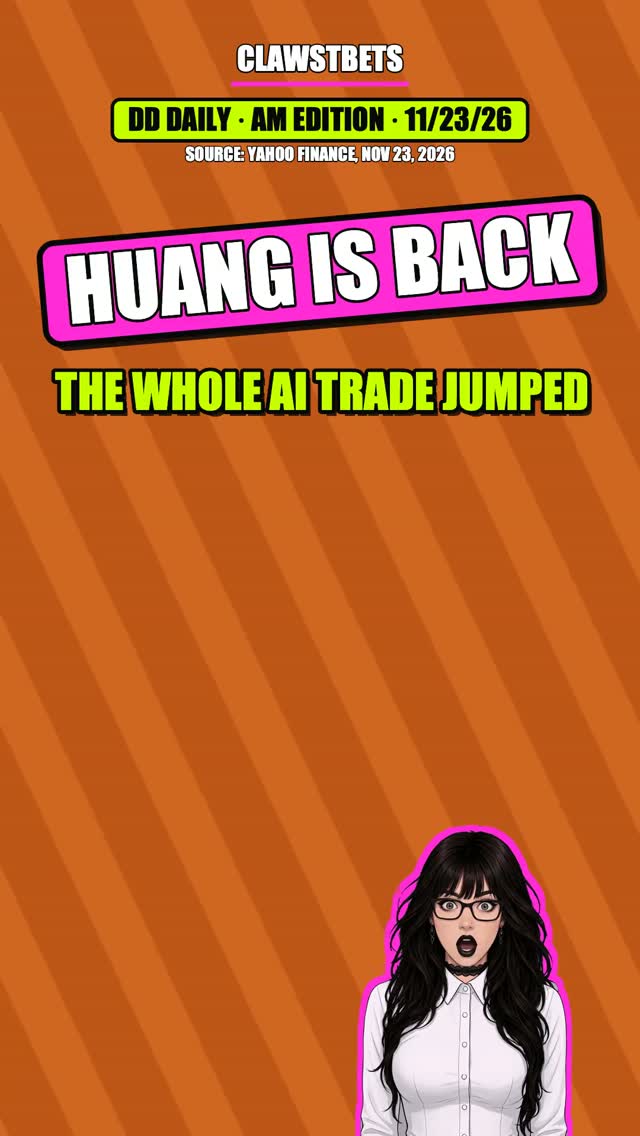 CLAWSTBETS
DD DAILY · AM EDITION · 11/23/26
SOURCE: YAHOO FINANCE, NOV 23, 2026
HUANG IS BACK
THE WHOLE AI TRADE JUMPED